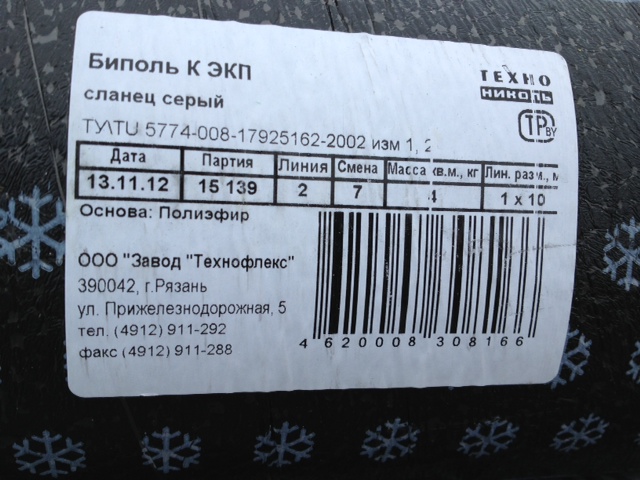 Биполь К ЭКП
сланец серый
ТЕХНО
НИКОЛЬ
ТУ\TU 5774-008-17925162-2002 изм 1, 2
TP BY
Дата Партия Линия Смена Масса кв.м., кг Лин. разм., м
13.11.12 15 139 2 7 4 1 x 10
Основа: Полиэфир
ООО "Завод "Технофлекс"
390042, г.Рязань
ул. Прижелезнодорожная, 5
тел. (4912) 911-292
факс (4912) 911-288
4 620008 308166